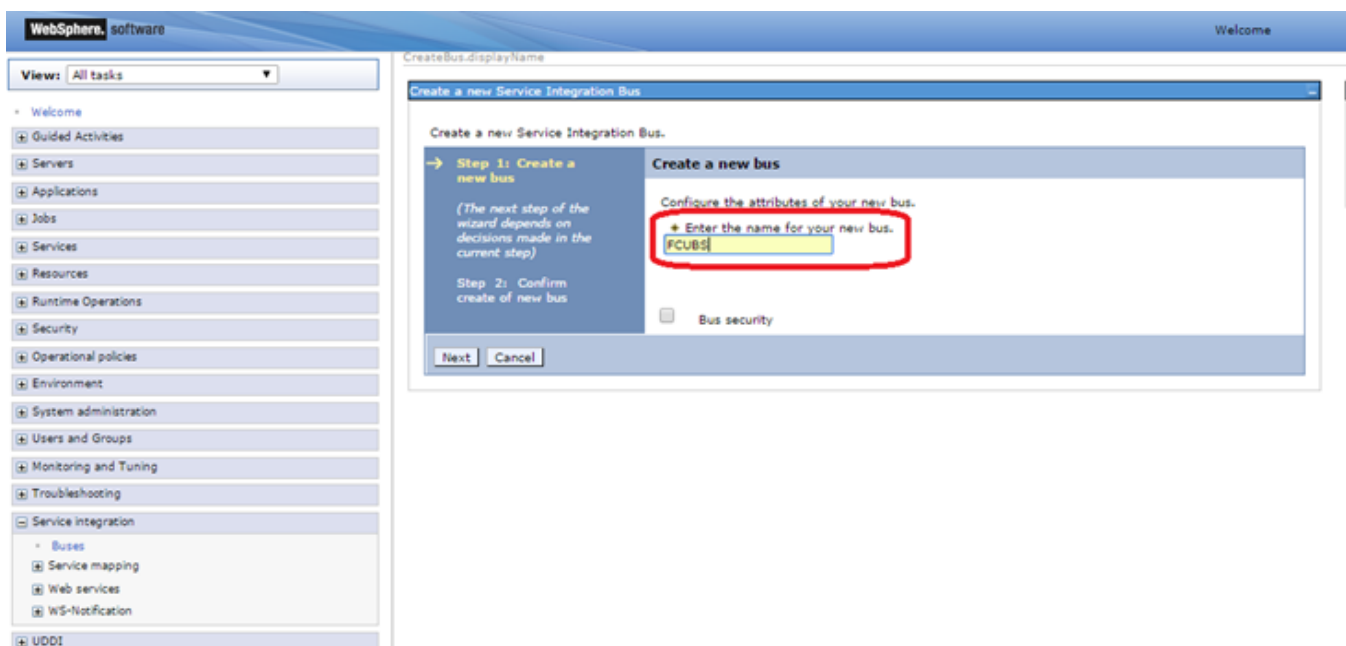 WebSphere. software
Welcome
View: All tasks
Welcome
Guided Activities
Servers
Applications
Jobs
Services
Resources
Runtime Operations
Security
Operational policies
Environment
System administration
Users and Groups
Monitoring and Tuning
Troubleshooting
Service integration
Buses
Service mapping
Web services
WS-Notification
UDDI
CreateBus.displayName
Create a new Service Integration Bus
Create a new Service Integration Bus.
Step 1: Create a
new bus
(The next step of the
wizard depends on
decisions made in the
current step)
Step 2: Confirm
create of new bus
Create a new bus
Configure the attributes of your new bus.
Enter the name for your new bus.
FCUBS
Bus security
Next Cancel